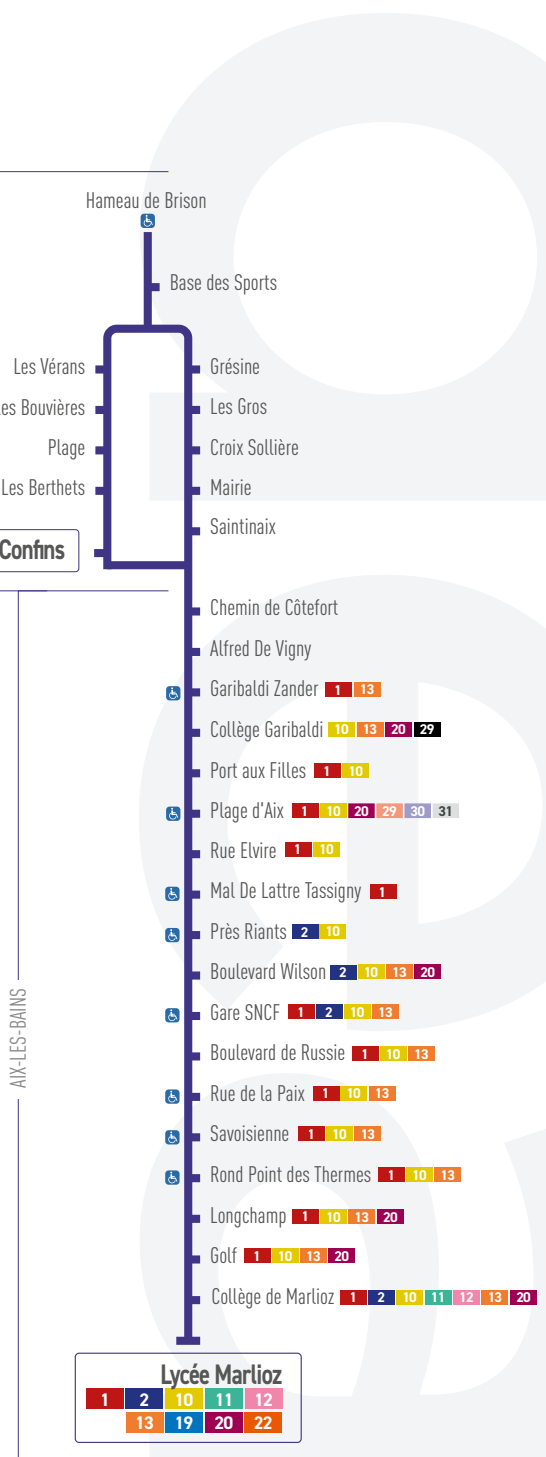 Hameau de Brison
Base des Sports
Les Vérans
Grésine
es Bouvières
Les Gros
Plage
Croix Sollière
Les Berthets
Mairie
Saintinaix
Confins
Chemin de Côtefort
Alfred De Vigny
Garibaldi Zander 1 13
Collège Garibaldi 10 13 20 29
Port aux Filles 1 10
Plage d'Aix 1 10 20 29 30 31
Rue Elvire 1 10
Mal De Lattre Tassigny 1
Près Riants 2 10
Boulevard Wilson 2 10 13 20
Gare SNCF 1 2 10 13
Boulevard de Russie 1 10 13
AIX-LES-BAINS
Rue de la Paix 1 10 13
Savoisienne 1 10 13
Rond Point des Thermes 1 10 13
Longchamp 1 10 13 20
Golf 1 10 13 20
Collège de Marlioz 1 2 10 11 12 13 20
Lycée Marlioz
1 2 10 11 12
13 19 20 22